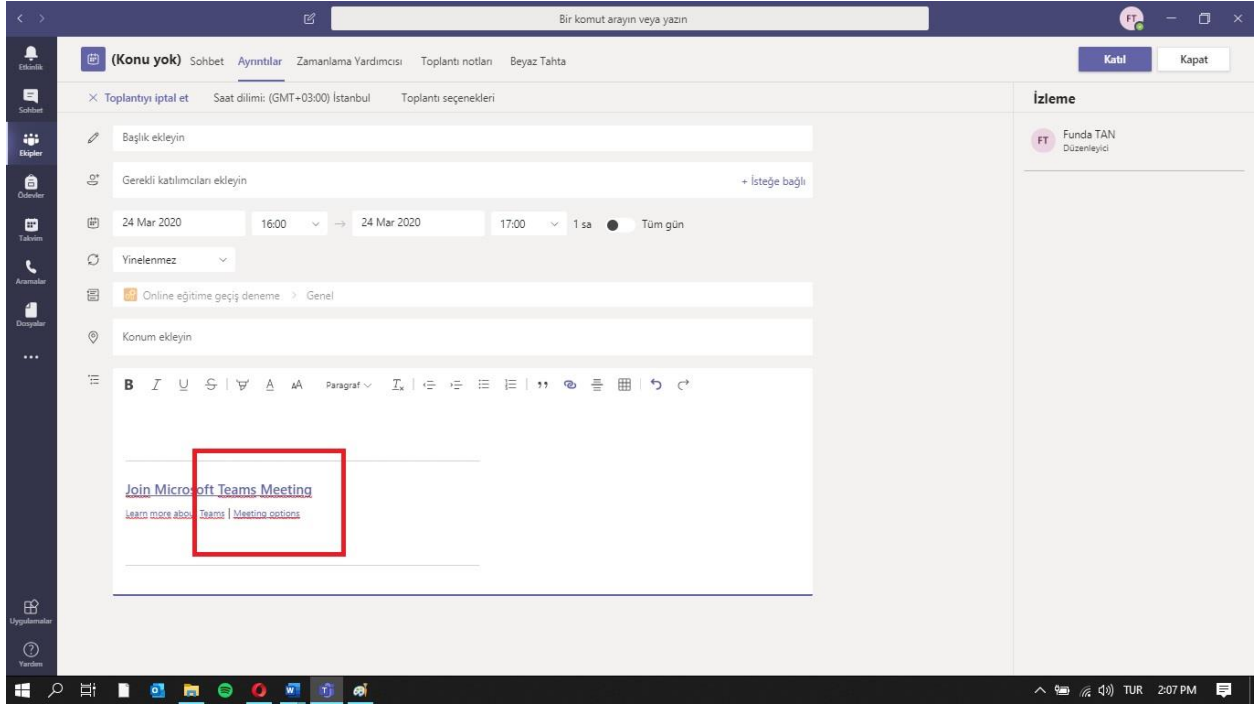 Bir komut arayın veya yazın
FT
Etkinlik
Sohbet
Ekipler
Ödevler
Takvim
Aramalar
Dosyalar
Uygulamalar
Yardım
(Konu yok) Sohbet Ayrıntılar Zamanlama Yardımcısı Toplantı notları Beyaz Tahta
Katıl Kapat
Toplantıyı iptal et Saat dilimi: (GMT+03:00) İstanbul Toplantı seçenekleri
Başlık ekleyin
Gerekli katılımcıları ekleyin + İsteğe bağlı
24 Mar 2020 16:00 → 24 Mar 2020 17:00 1 sa Tüm gün
Yinelenmez
Online eğitime geçiş deneme > Genel
Konum ekleyin
B I U S A AA Paragraf Tx
Join Microsoft Teams Meeting
Learn more about Teams | Meeting options
İzleme
FT Funda TAN
Düzenleyici
TUR 2:07 PM